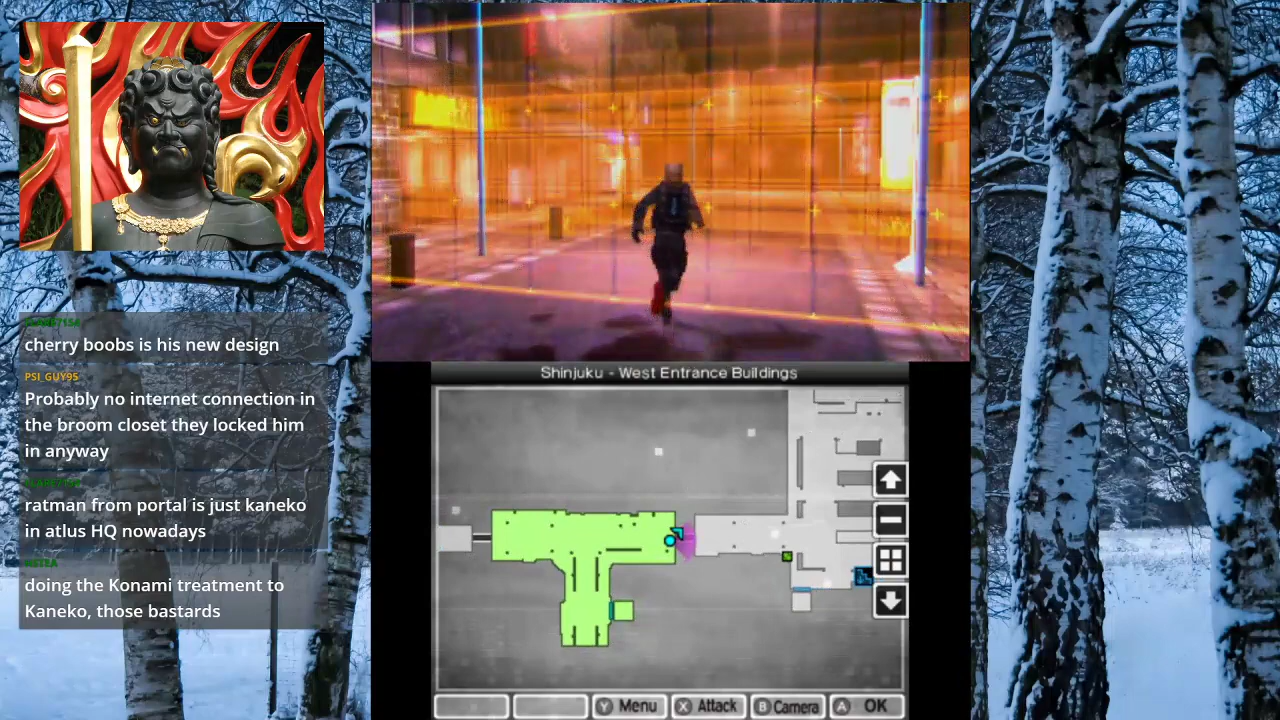 cherry boobs is his new design
PSI_GUY95
Probably no internet connection in
the broom closet they locked him
in anyway
ratman from portal is just kaneko
in atlus HQ nowadays
doing the Konami treatment to
Kaneko, those bastards
Shinjuku - West Entrance Buildings
Y Menu
X Attack
B Camera
A OK